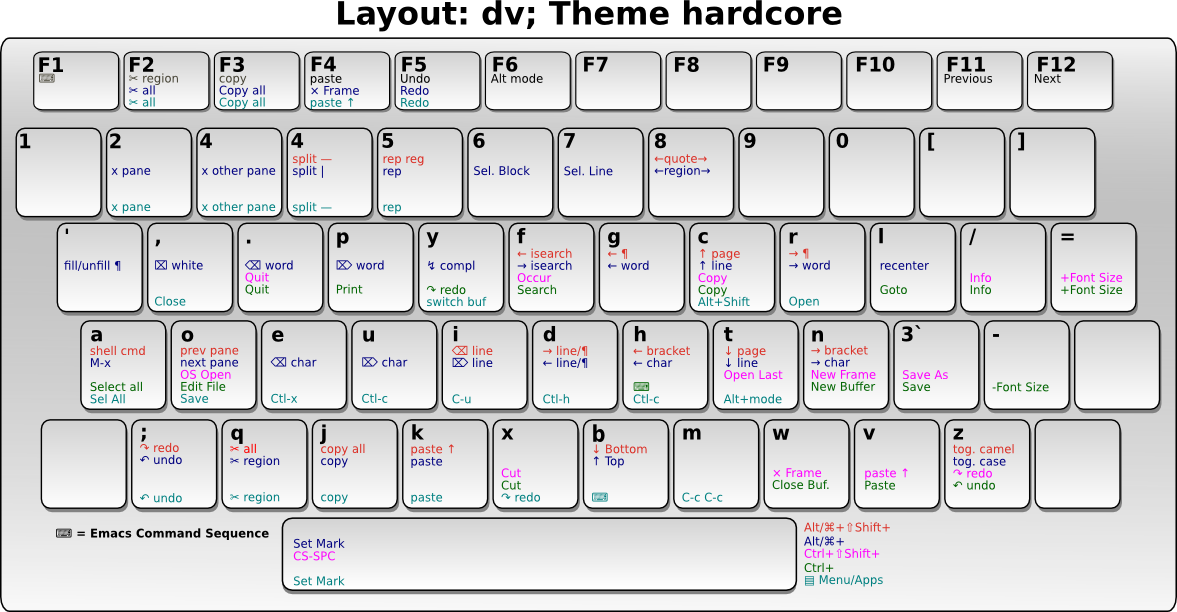 Layout: dv; Theme hardcore
F1
⌨
F2
✂ region
✂ all
✂ all
F3
copy
Copy all
Copy all
F4
paste
× Frame
paste ↑
F5
Undo
Redo
Redo
F6
Alt mode
F7
F8
F9
F10
F11
Previous
F12
Next
1
2
x pane
x pane
4
x other pane
x other pane
4
split —
split |
split —
5
rep reg
rep
rep
6
Sel. Block
7
Sel. Line
8
←quote→
←region→
9
0
[
]
'
fill/unfill ¶
,
⌧ white
Close
.
⌫ word
Quit
Quit
p
⌦ word
Print
y
↯ compl
↷ redo
switch buf
f
← isearch
→ isearch
Occur
Search
g
← ¶
← word
c
↑ page
↑ line
Copy
Copy
Alt+Shift
r
→ ¶
→ word
Open
l
recenter
Goto
/
Info
Info
=
+Font Size
+Font Size
a
shell cmd
M-x
Select all
Sel All
o
prev pane
next pane
OS Open
Edit File
Save
e
⌫ char
Ctl-x
u
⌦ char
Ctl-c
i
⌫ line
⌦ line
C-u
d
→ line/¶
← line/¶
Ctl-h
h
← bracket
← char
⌨
Ctl-c
t
↓ page
↓ line
Open Last
Alt+mode
n
→ bracket
→ char
New Frame
New Buffer
3`
Save As
Save
-
-Font Size
;
↷ redo
↶ undo
↶ undo
q
✂ all
✂ region
✂ region
j
copy all
copy
copy
k
paste ↑
paste
paste
x
Cut
Cut
↷ redo
b
↓ Bottom
↑ Top
⌨
m
C-c C-c
w
× Frame
Close Buf.
v
paste ↑
Paste
z
tog. camel
tog. case
↷ redo
↶ undo
⌨ = Emacs Command Sequence
Set Mark
CS-SPC
Set Mark
Alt/⌘+⇧Shift+
Alt/⌘+
Ctrl+⇧Shift+
Ctrl+
▤ Menu/Apps